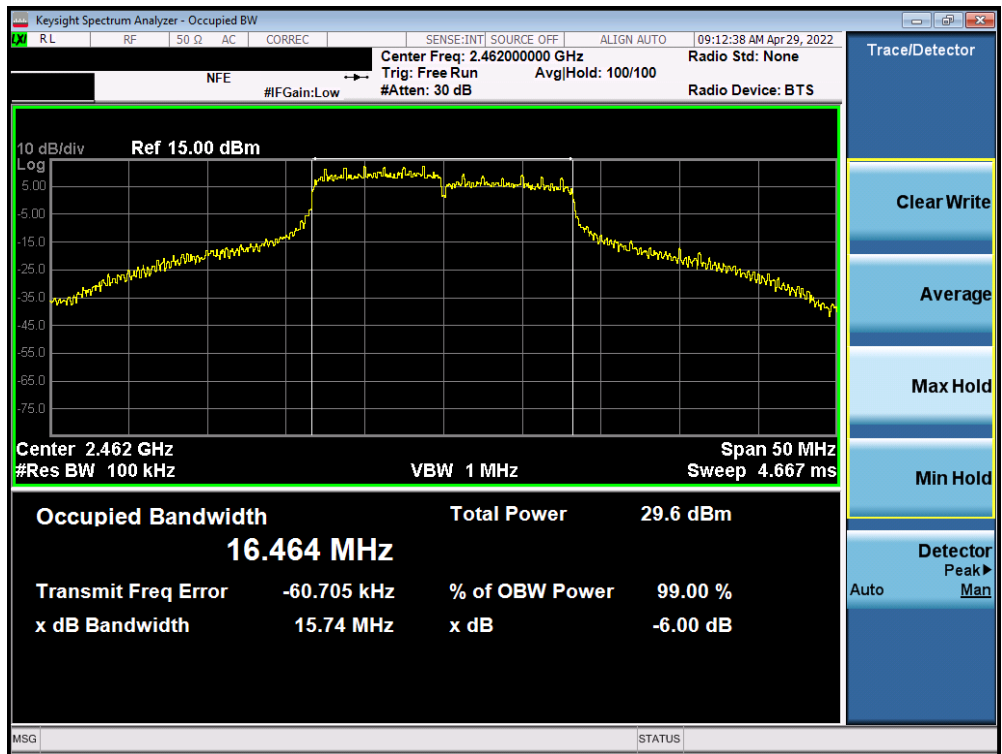 Keysight Spectrum Analyzer - Occupied BW
LXI RL RF 50 Ω AC CORREC SENSE:INT SOURCE OFF ALIGN AUTO 09:12:38 AM Apr 29, 2022
Center Freq: 2.462000000 GHz Radio Std: None
NFE Trig: Free Run Avg|Hold: 100/100
#IFGain:Low #Atten: 30 dB Radio Device: BTS
10 dB/div Ref 15.00 dBm
Log
5.00
-5.00
-15.0
-25.0
-35.0
-45.0
-55.0
-65.0
-75.0
Center 2.462 GHz Span 50 MHz
#Res BW 100 kHz VBW 1 MHz Sweep 4.667 ms
Occupied Bandwidth Total Power 29.6 dBm
16.464 MHz
Transmit Freq Error -60.705 kHz % of OBW Power 99.00 %
x dB Bandwidth 15.74 MHz x dB -6.00 dB
MSG STATUS
Trace/Detector
Clear Write
Average
Max Hold
Min Hold
Detector
Peak▶
Auto Man